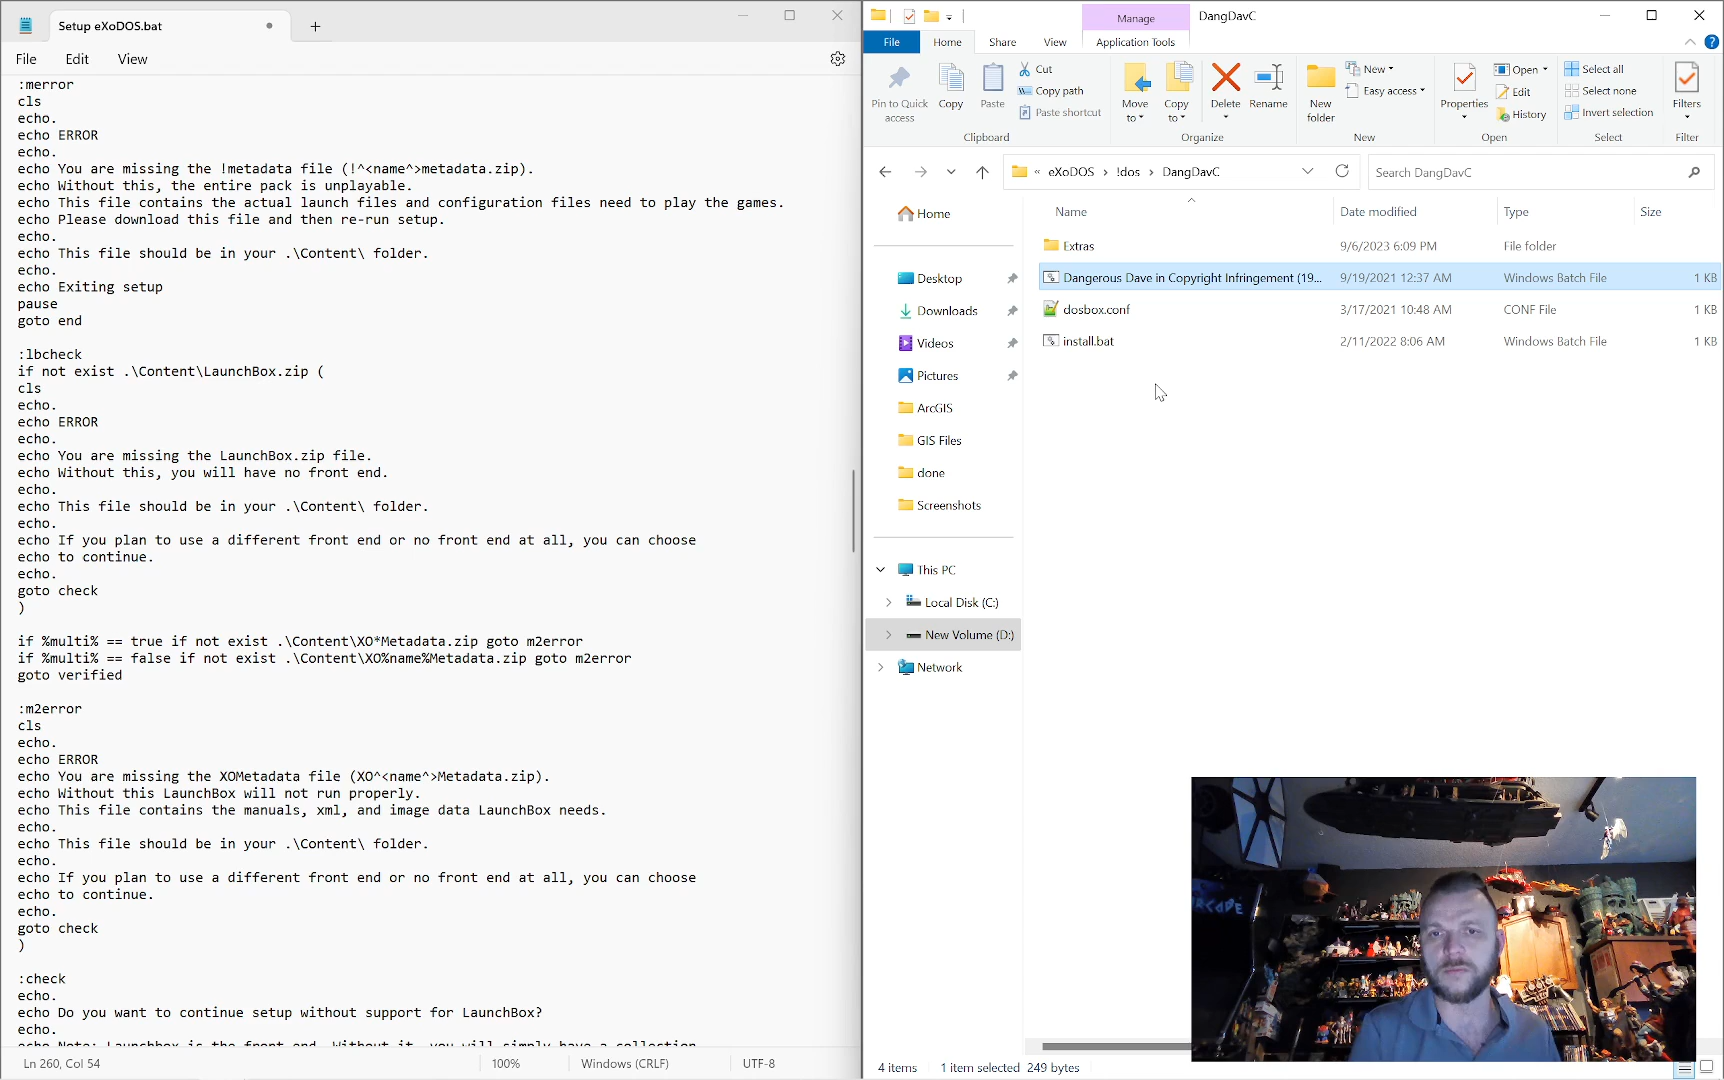 Setup eXoDOS.bat
File Edit View
:merror
cls
echo.
echo ERROR
echo.
echo You are missing the !metadata file (!^<name^>metadata.zip).
echo Without this, the entire pack is unplayable.
echo This file contains the actual launch files and configuration files need to play the games.
echo Please download this file and then re-run setup.
echo.
echo This file should be in your .\Content\ folder.
echo.
echo Exiting setup
pause
goto end
:lbcheck
if not exist .\Content\LaunchBox.zip (
cls
echo.
echo ERROR
echo.
echo You are missing the LaunchBox.zip file.
echo Without this, you will have no front end.
echo.
echo This file should be in your .\Content\ folder.
echo.
echo If you plan to use a different front end or no front end at all, you can choose
echo to continue.
echo.
goto check
)
if %multi% == true if not exist .\Content\XO*Metadata.zip goto m2error
if %multi% == false if not exist .\Content\XO%name%Metadata.zip goto m2error
goto verified
:m2error
cls
echo.
echo ERROR
echo You are missing the XOMetadata file (XO^<name^>Metadata.zip).
echo Without this LaunchBox will not run properly.
echo This file contains the manuals, xml, and image data LaunchBox needs.
echo.
echo This file should be in your .\Content\ folder.
echo.
echo If you plan to use a different front end or no front end at all, you can choose
echo to continue.
echo.
goto check
)
:check
echo.
echo Do you want to continue setup without support for LaunchBox?
echo.
echo Note: Launchbox is the front end. Without it, you will simply have a collection
Ln 260, Col 54 100% Windows (CRLF) UTF-8
Manage DangDavC
File Home Share View Application Tools
Pin to Quick access
Copy
Paste
Cut
Copy path
Paste shortcut
Clipboard
Move to
Copy to
Delete
Rename
Organize
New folder
New
Easy access
New
Properties
Open
Edit
History
Open
Select all
Select none
Invert selection
Select
Filters
Filter
« eXoDOS › !dos › DangDavC
Search DangDavC
Name Date modified Type Size
Extras 9/6/2023 6:09 PM File folder
Dangerous Dave in Copyright Infringement (19... 9/19/2021 12:37 AM Windows Batch File 1 KB
dosbox.conf 3/17/2021 10:48 AM CONF File 1 KB
install.bat 2/11/2022 8:06 AM Windows Batch File 1 KB
Home
Desktop
Downloads
Videos
Pictures
ArcGIS
GIS Files
done
Screenshots
This PC
Local Disk (C:)
New Volume (D:)
Network
4 items 1 item selected 249 bytes